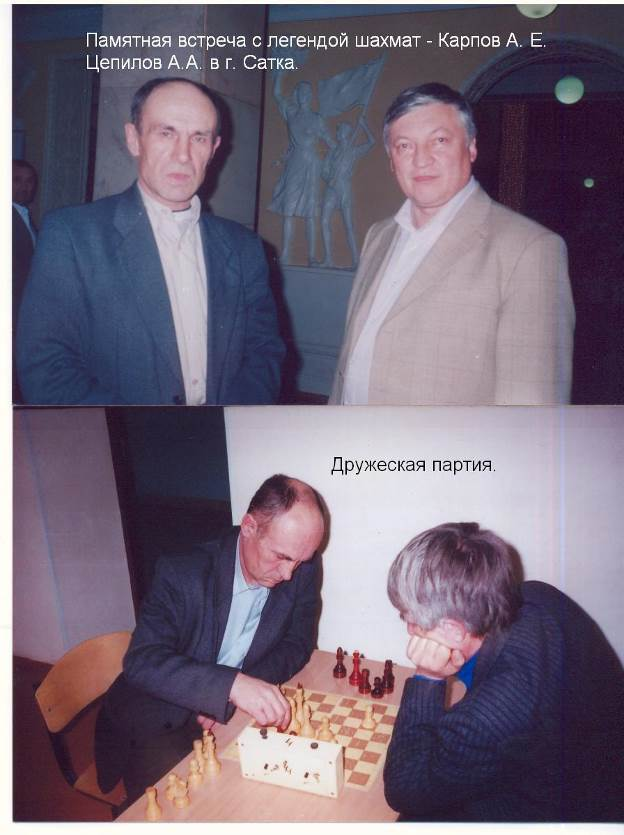 Памятная встреча с легендой шахмат - Карпов А. Е.
Цепилов А.А. в г. Сатка.
Дружеская партия.